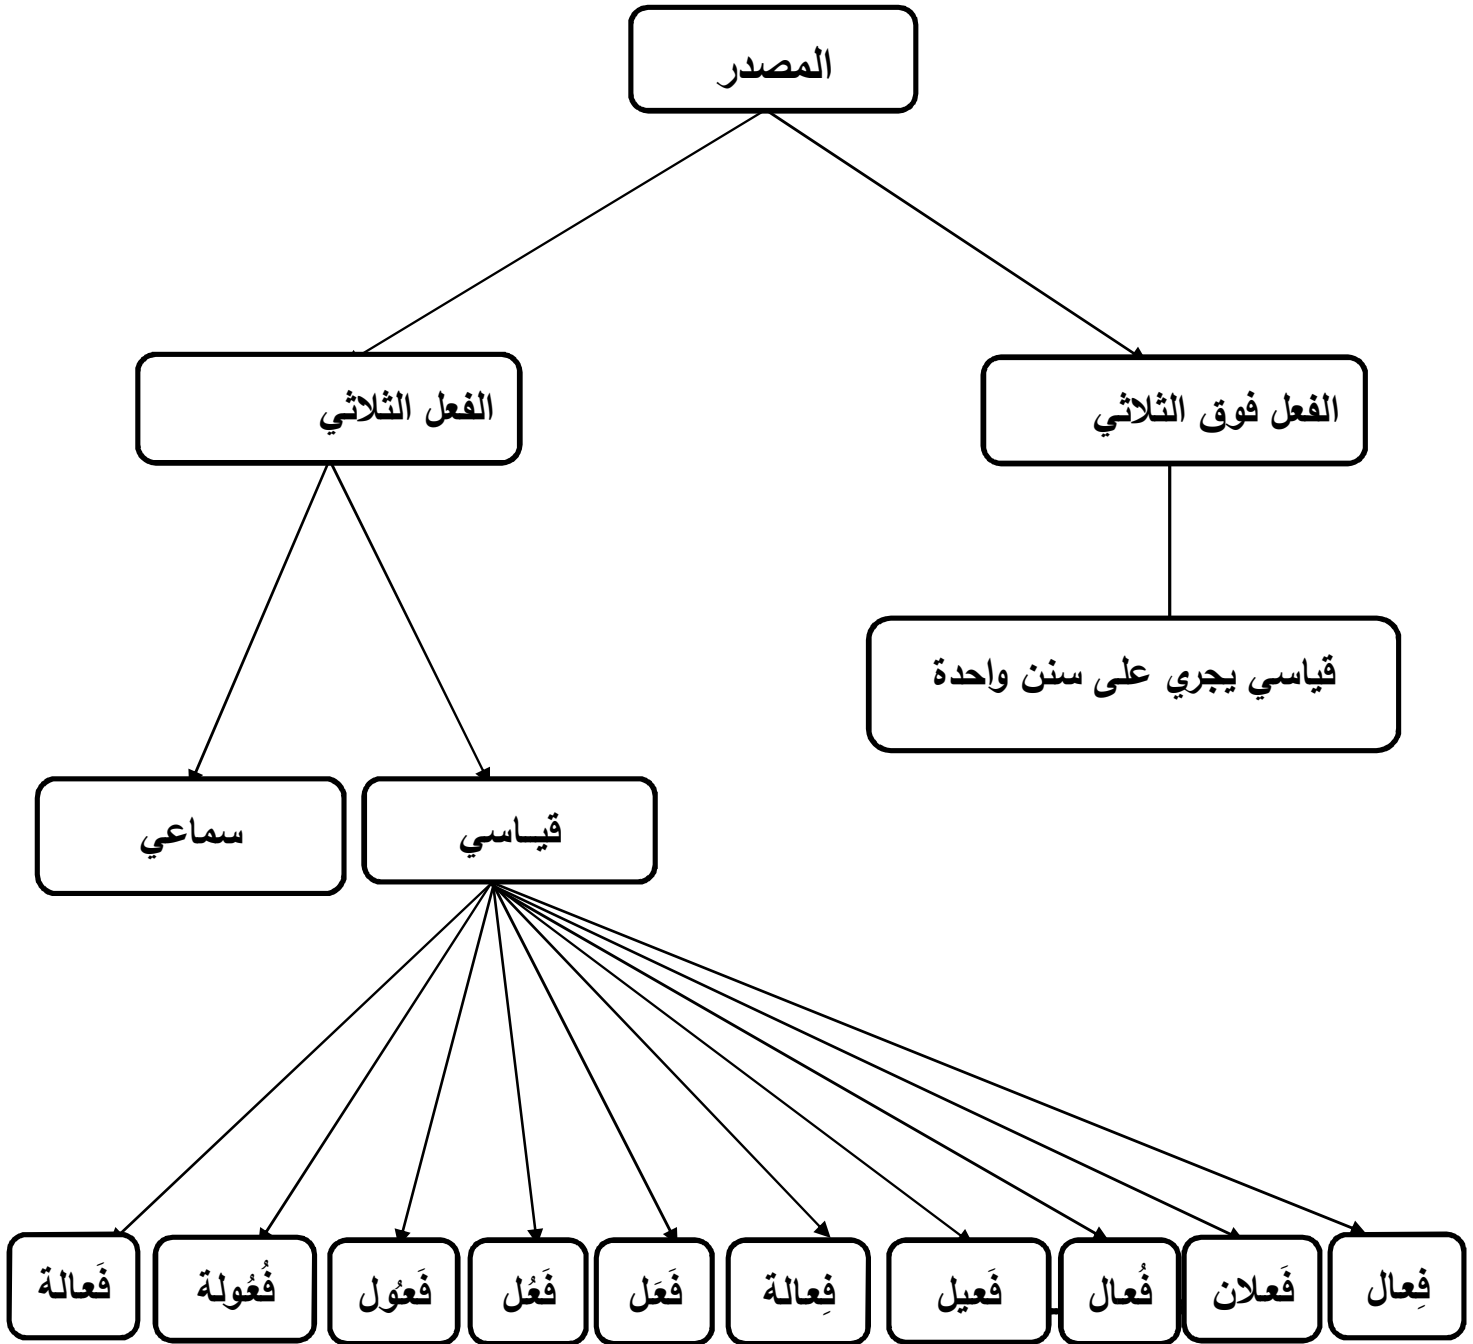 المصدر
الفعل فوق الثلاثي
الفعل الثلاثي
قياسي يجري على سنن واحدة
قيــاسي
سماعي
فِعال
فَعلان
فُعال
فَعيل
فِعالة
فَعَل
فَعُل
فَعُول
فُعُولة
فَعالة